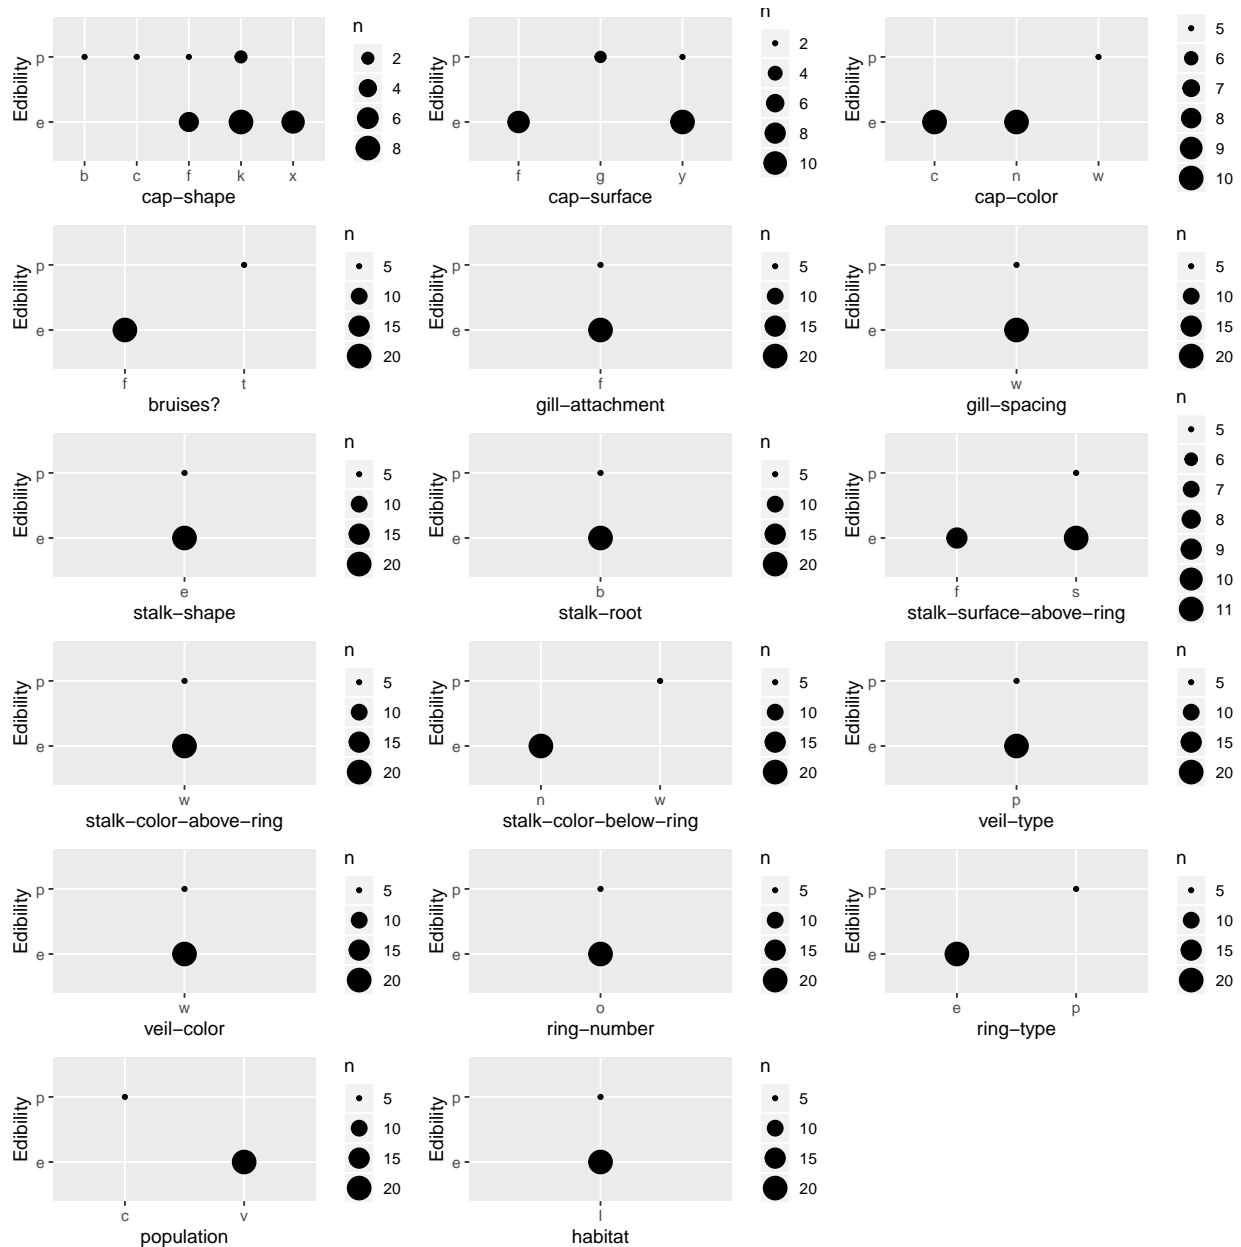 n
p
e
Edibility
b c f k x
cap−shape
2
4
6
8
n
p
e
Edibility
f g y
cap−surface
2
4
6
8
10
p
e
Edibility
c n w
cap−color
5
6
7
8
9
10
p
e
Edibility
f t
bruises?
n
5
10
15
20
p
e
Edibility
f
gill−attachment
n
5
10
15
20
p
e
Edibility
w
gill−spacing
n
5
10
15
20
p
e
Edibility
e
stalk−shape
n
5
10
15
20
p
e
Edibility
b
stalk−root
n
5
10
15
20
p
e
Edibility
f s
stalk−surface−above−ring
n
5
6
7
8
9
10
11
p
e
Edibility
w
stalk−color−above−ring
n
5
10
15
20
p
e
Edibility
n w
stalk−color−below−ring
n
5
10
15
20
p
e
Edibility
p
veil−type
n
5
10
15
20
p
e
Edibility
w
veil−color
n
5
10
15
20
p
e
Edibility
o
ring−number
n
5
10
15
20
p
e
Edibility
e p
ring−type
n
5
10
15
20
p
e
Edibility
c v
population
n
5
10
15
20
p
e
Edibility
l
habitat
n
5
10
15
20